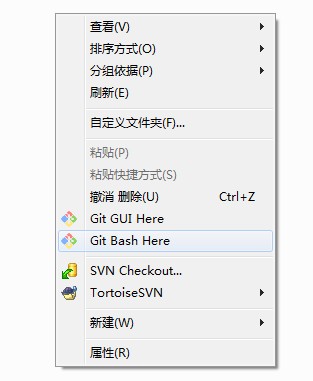 查看(V)
排序方式(O)
分组依据(P)
刷新(E)
自定义文件夹(F)...
粘贴(P)
粘贴快捷方式(S)
撤消 删除(U) Ctrl+Z
Git GUI Here
Git Bash Here
SVN Checkout...
TortoiseSVN
新建(W)
属性(R)